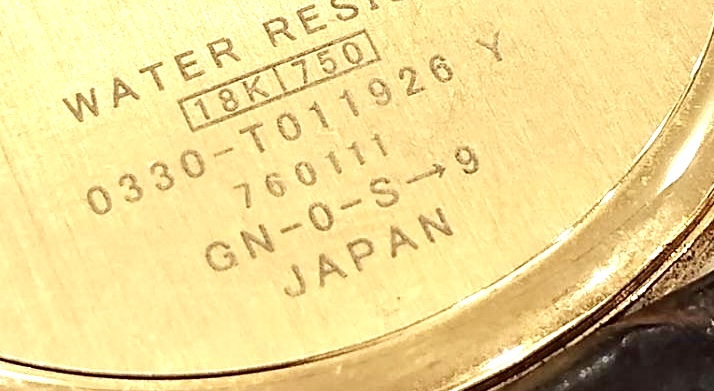 WATER RESI
18K|750
0330-T011926 Y
760111
GN-0-S→9
JAPAN